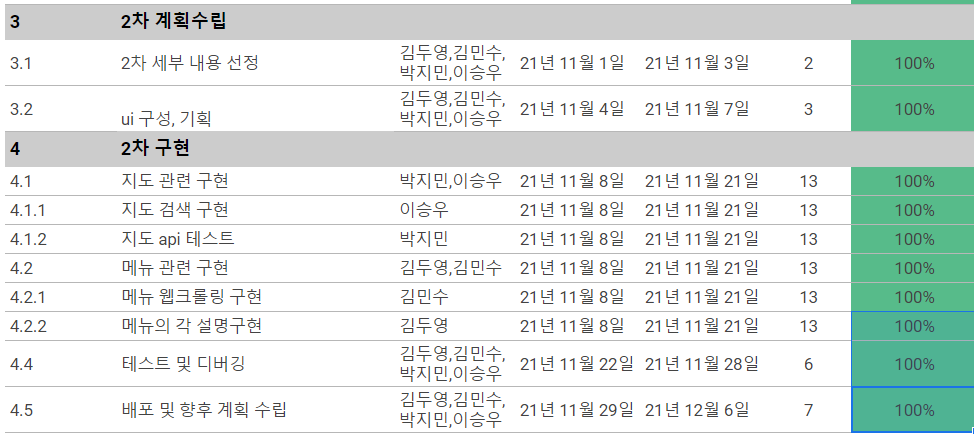 3 2차 계획수립
3.1 2차 세부 내용 선정 김두영,김민수, 박지민,이승우 21년 11월 1일 21년 11월 3일 2 100%
3.2 ui 구성, 기획 김두영,김민수, 박지민,이승우 21년 11월 4일 21년 11월 7일 3 100%
4 2차 구현
4.1 지도 관련 구현 박지민,이승우 21년 11월 8일 21년 11월 21일 13 100%
4.1.1 지도 검색 구현 이승우 21년 11월 8일 21년 11월 21일 13 100%
4.1.2 지도 api 테스트 박지민 21년 11월 8일 21년 11월 21일 13 100%
4.2 메뉴 관련 구현 김두영,김민수 21년 11월 8일 21년 11월 21일 13 100%
4.2.1 메뉴 웹크롤링 구현 김민수 21년 11월 8일 21년 11월 21일 13 100%
4.2.2 메뉴의 각 설명구현 김두영 21년 11월 8일 21년 11월 21일 13 100%
4.4 테스트 및 디버깅 김두영,김민수, 박지민,이승우 21년 11월 22일 21년 11월 28일 6 100%
4.5 배포 및 향후 계획 수립 김두영,김민수, 박지민,이승우 21년 11월 29일 21년 12월 6일 7 100%